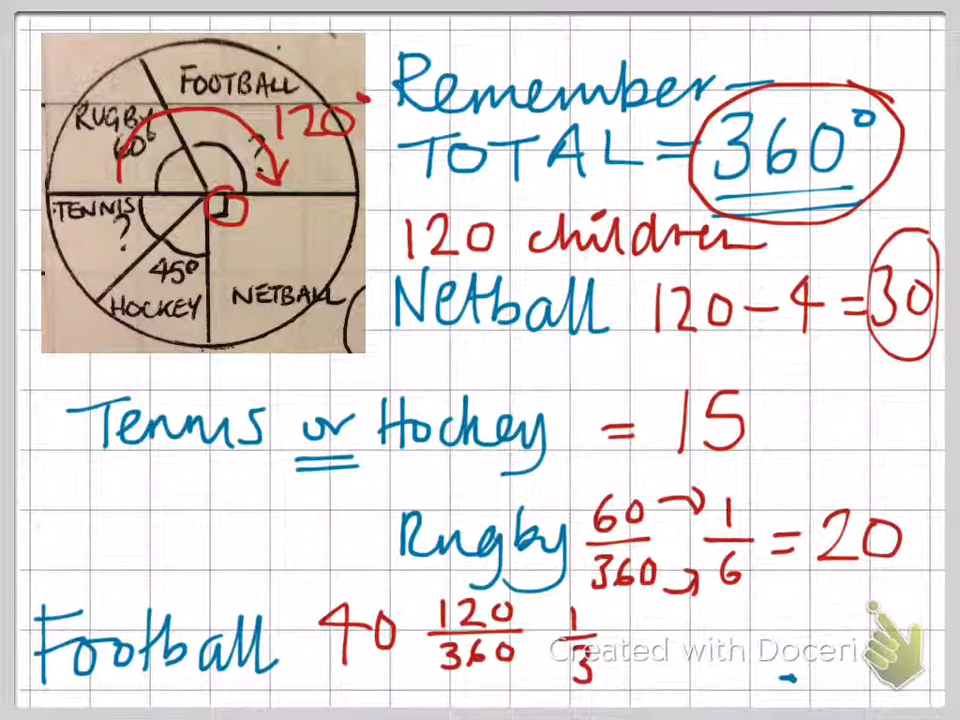 FOOTBALL
RUGBY
60°
120°
?
TENNIS
?
45°
HOCKEY
NETBALL
Remember
TOTAL = 360°
120 children
Netball 120 - 4 = 30
Tennis or Hockey = 15
Rugby 60/360 → 1/6 = 20
Football 40 120/360 1/3
Created with Doceri